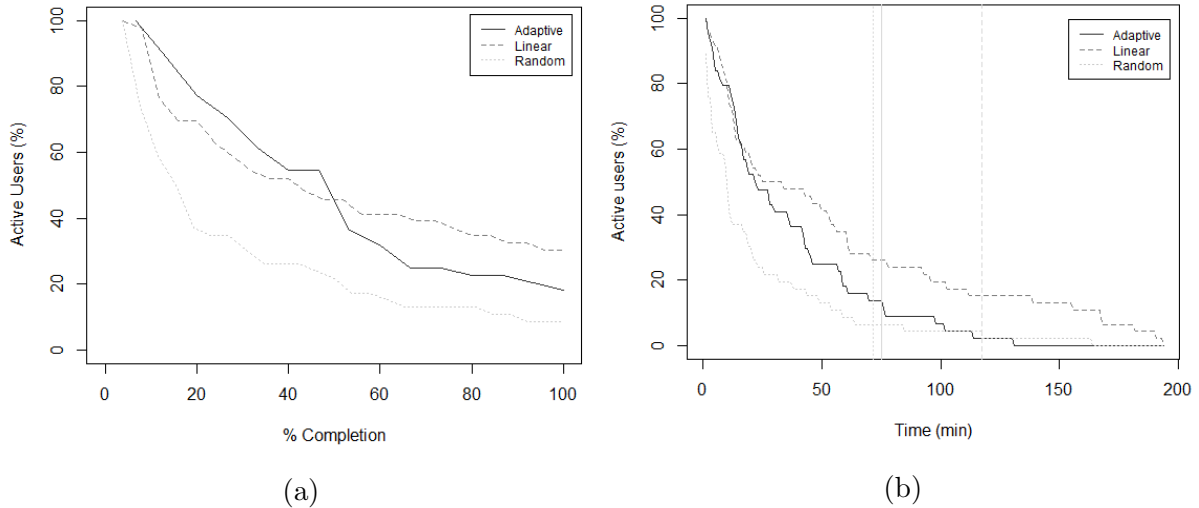 Active Users (%)
100
80
60
40
20
0
Adaptive
Linear
Random
0 20 40 60 80 100
% Completion
(a)
Active users (%)
100
80
60
40
20
0
Adaptive
Linear
Random
0 50 100 150 200
Time (min)
(b)